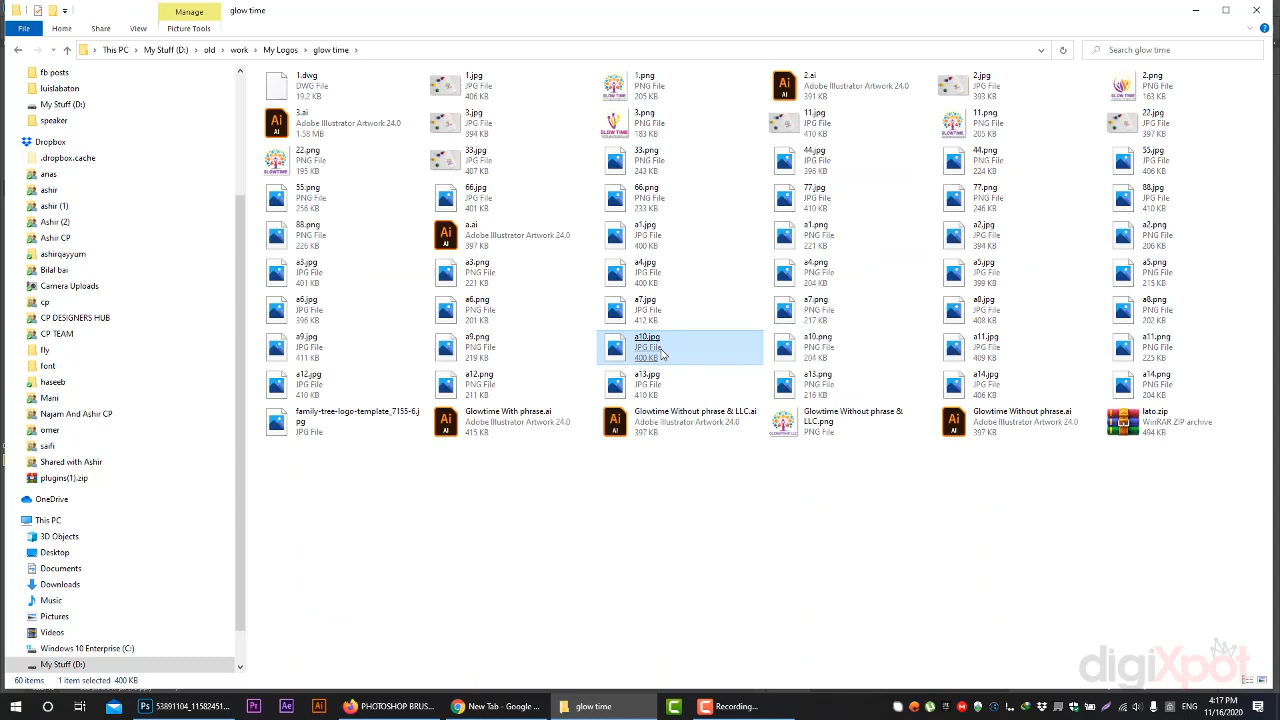 Manage
glow time
File
Home
Share
View
Picture Tools
This PC
My Stuff (D:)
old
work
My Logos
glow time
Search glow time
fb posts
luislabaton
My Stuff (D:)
speaker
Dropbox
.dropbox.cache
anas
ashir
ashir (1)
Ashir (2)
Ashir CP
ashirqayyum
Bilal bai
Camera Uploads
cp
CP DESIGNERS HUB
CP TEAM
fly
font
haseeb
Mani
Najam And Ashir CP
omer
saifi
Shared with Ashir
plugins(1).zip
OneDrive
This PC
3D Objects
Desktop
Documents
Downloads
Music
Pictures
Videos
Windows 10 Enterprise (C:)
My Stuff (D:)
1.dwg
DWG File
19.2 KB
1.jpg
JPG File
406 KB
1.png
PNG File
205 KB
2.ai
Adobe Illustrator Artwork 24.0
391 KB
2.jpg
JPG File
393 KB
2.png
PNG File
163 KB
3.ai
Adobe Illustrator Artwork 24.0
1.58 MB
3.jpg
JPG File
394 KB
3.png
PNG File
183 KB
11.jpg
JPG File
404 KB
11.png
PNG File
205 KB
22.jpg
JPG File
397 KB
22.png
PNG File
195 KB
33.jpg
JPG File
407 KB
33.png
PNG File
243 KB
44.jpg
JPG File
396 KB
44.png
PNG File
224 KB
55.jpg
JPG File
406 KB
55.png
PNG File
256 KB
66.jpg
JPG File
401 KB
66.png
PNG File
233 KB
77.jpg
JPG File
410 KB
77.png
PNG File
246 KB
88.jpg
JPG File
410 KB
88.png
PNG File
226 KB
a.ai
Adobe Illustrator Artwork 24.0
397 KB
a1.jpg
JPG File
400 KB
a1.png
PNG File
221 KB
a2.jpg
JPG File
394 KB
a2.png
PNG File
206 KB
a3.jpg
JPG File
401 KB
a3.png
PNG File
221 KB
a4.jpg
JPG File
400 KB
a4.png
PNG File
204 KB
a5.jpg
JPG File
399 KB
a5.png
PNG File
215 KB
a6.jpg
JPG File
396 KB
a6.png
PNG File
201 KB
a7.jpg
JPG File
412 KB
a7.png
PNG File
217 KB
a8.jpg
JPG File
408 KB
a8.png
PNG File
202 KB
a9.jpg
JPG File
411 KB
a9.png
PNG File
219 KB
a10.jpg
JPG File
400 KB
a10.png
PNG File
204 KB
a11.jpg
JPG File
409 KB
a11.png
PNG File
225 KB
a12.jpg
JPG File
410 KB
a12.png
PNG File
211 KB
a13.jpg
JPG File
410 KB
a13.png
PNG File
216 KB
a14.jpg
JPG File
405 KB
a14.png
PNG File
214 KB
family-tree-logo-template_7155-6.j
pg
JPG File
Glowtime With phrase.ai
Adobe Illustrator Artwork 24.0
415 KB
Glowtime Without phrase & LLC.ai
Adobe Illustrator Artwork 24.0
397 KB
Glowtime Without phrase &
LLC.png
PNG File
Glowtime Without phrase.ai
Adobe Illustrator Artwork 24.0
397 KB
lato.zip
WinRAR ZIP archive
494 KB
60 items
1 item selected 400 KB
digiXpot
53891104_11582451...
PHOTOSHOP BRUS...
New Tab - Google ...
glow time
Recording...
4:17 PM
11/16/2020